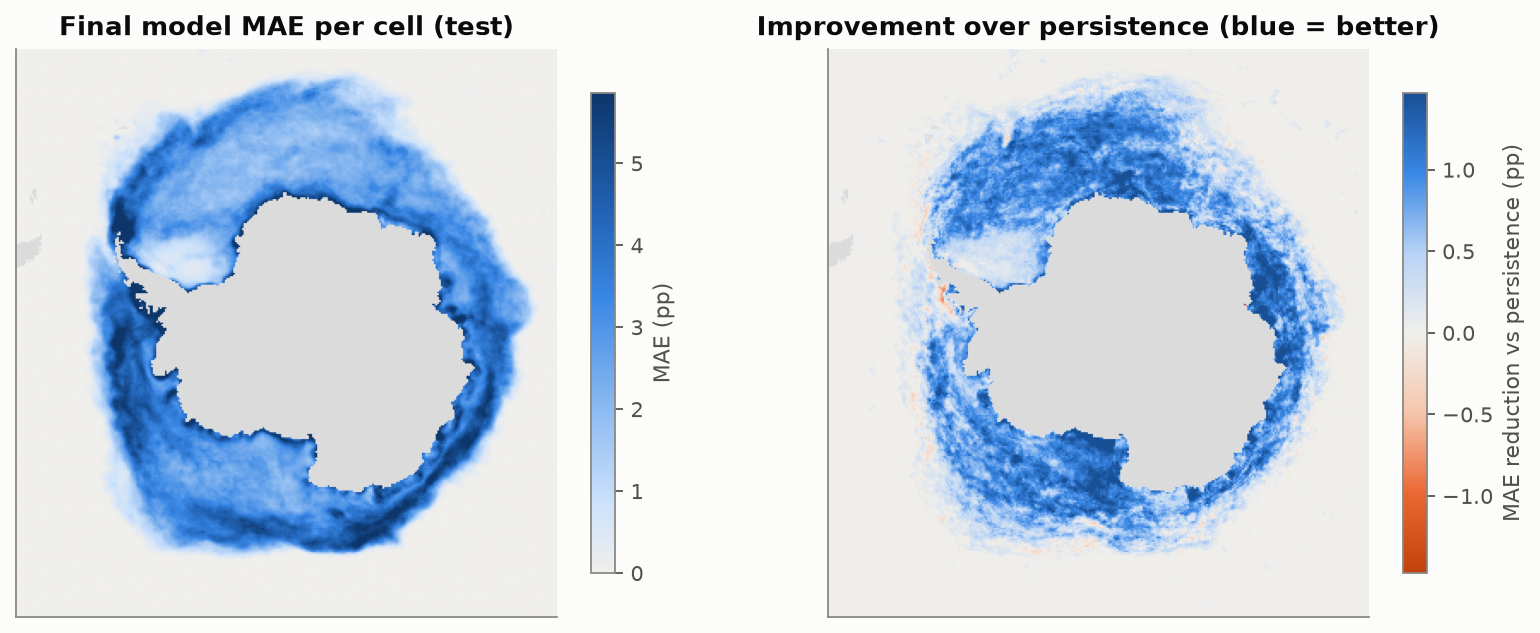 Final model MAE per cell (test)
5
4
3
2
1
0
MAE (pp)
Improvement over persistence (blue = better)
1.0
0.5
0.0
−0.5
−1.0
MAE reduction vs persistence (pp)